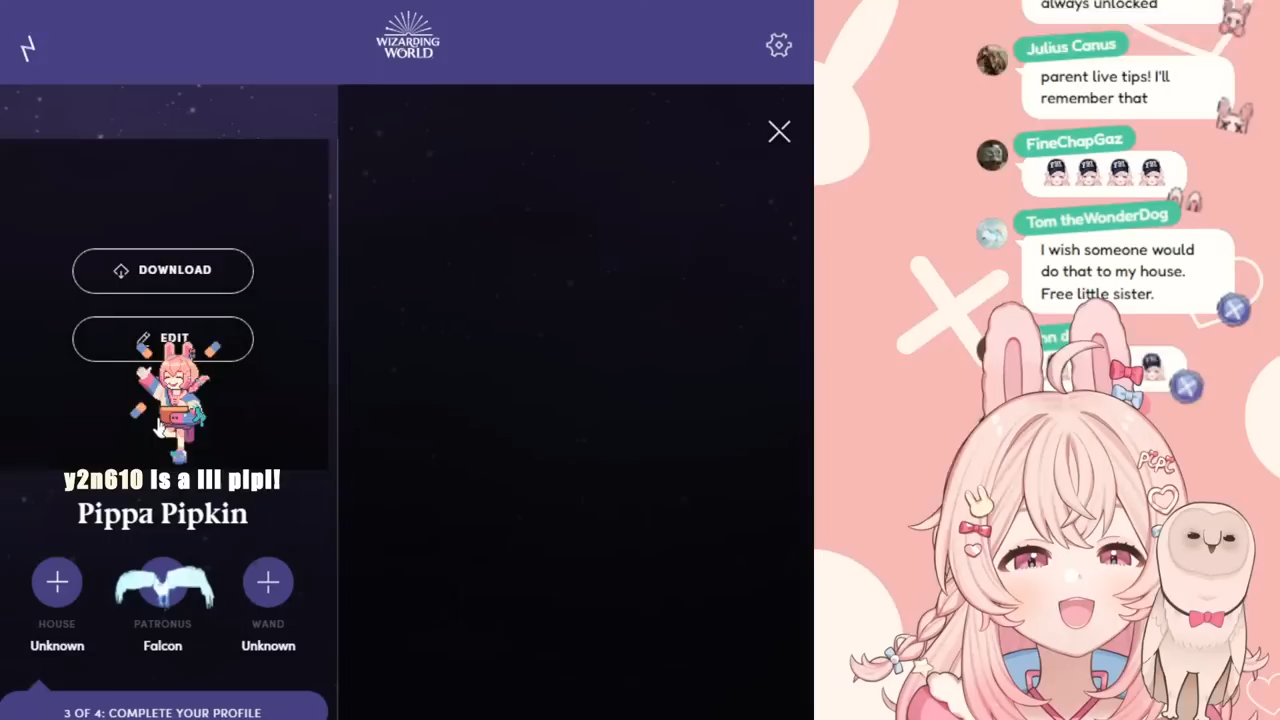 WIZARDING
WORLD
DOWNLOAD
EDIT
y2n610 is a lil pipi!
Pippa Pipkin
HOUSE
Unknown
PATRONUS
Falcon
WAND
Unknown
3 OF 4: COMPLETE YOUR PROFILE
always unlocked
Julius Canus
parent live tips! I'll
remember that
FineChapGaz
Tom theWonderDog
I wish someone would
do that to my house.
Free little sister.
pipi